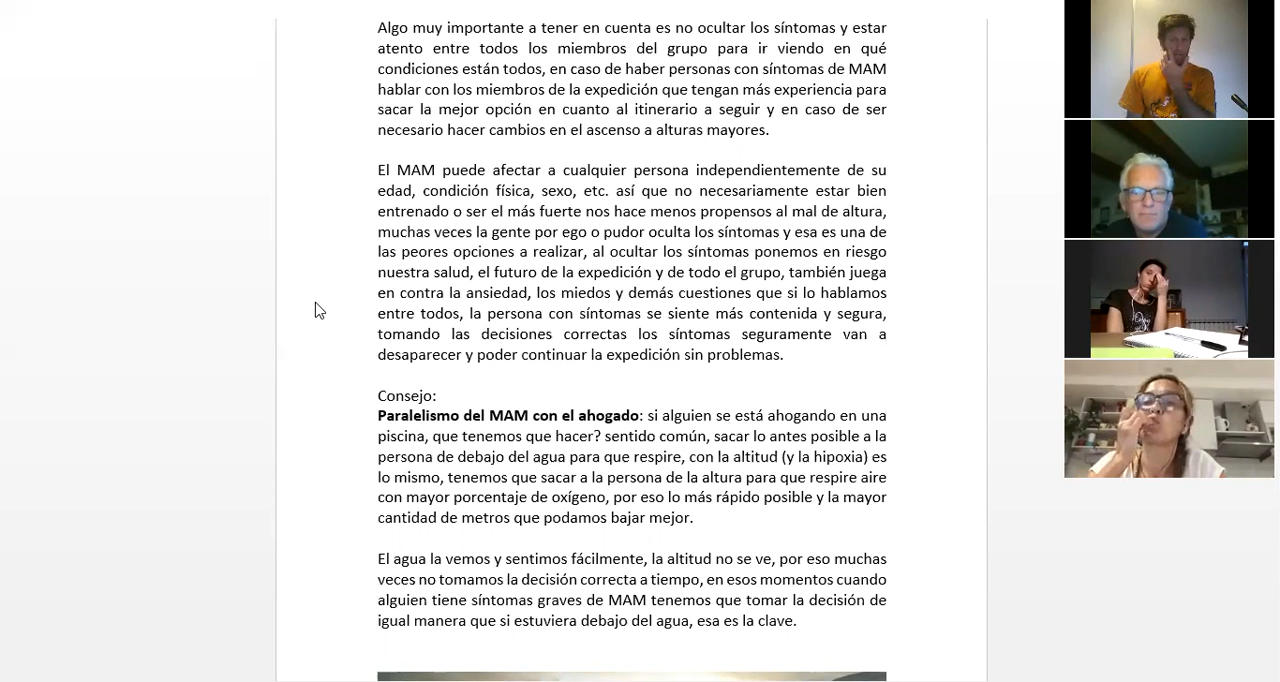 Algo muy importante a tener en cuenta es no ocultar los síntomas y estar
atento entre todos los miembros del grupo para ir viendo en qué
condiciones están todos, en caso de haber personas con síntomas de MAM
hablar con los miembros de la expedición que tengan más experiencia para
sacar la mejor opción en cuanto al itinerario a seguir y en caso de ser
necesario hacer cambios en el ascenso a alturas mayores.
El MAM puede afectar a cualquier persona independientemente de su
edad, condición física, sexo, etc. así que no necesariamente estar bien
entrenado o ser el más fuerte nos hace menos propensos al mal de altura,
muchas veces la gente por ego o pudor oculta los síntomas y esa es una de
las peores opciones a realizar, al ocultar los síntomas ponemos en riesgo
nuestra salud, el futuro de la expedición y de todo el grupo, también juega
en contra la ansiedad, los miedos y demás cuestiones que si lo hablamos
entre todos, la persona con síntomas se siente más contenida y segura,
tomando las decisiones correctas los síntomas seguramente van a
desaparecer y poder continuar la expedición sin problemas.
Consejo:
Paralelismo del MAM con el ahogado: si alguien se está ahogando en una
piscina, que tenemos que hacer? sentido común, sacar lo antes posible a la
persona de debajo del agua para que respire, con la altitud (y la hipoxia) es
lo mismo, tenemos que sacar a la persona de la altura para que respire aire
con mayor porcentaje de oxígeno, por eso lo más rápido posible y la mayor
cantidad de metros que podamos bajar mejor.
El agua la vemos y sentimos fácilmente, la altitud no se ve, por eso muchas
veces no tomamos la decisión correcta a tiempo, en esos momentos cuando
alguien tiene síntomas graves de MAM tenemos que tomar la decisión de
igual manera que si estuviera debajo del agua, esa es la clave.